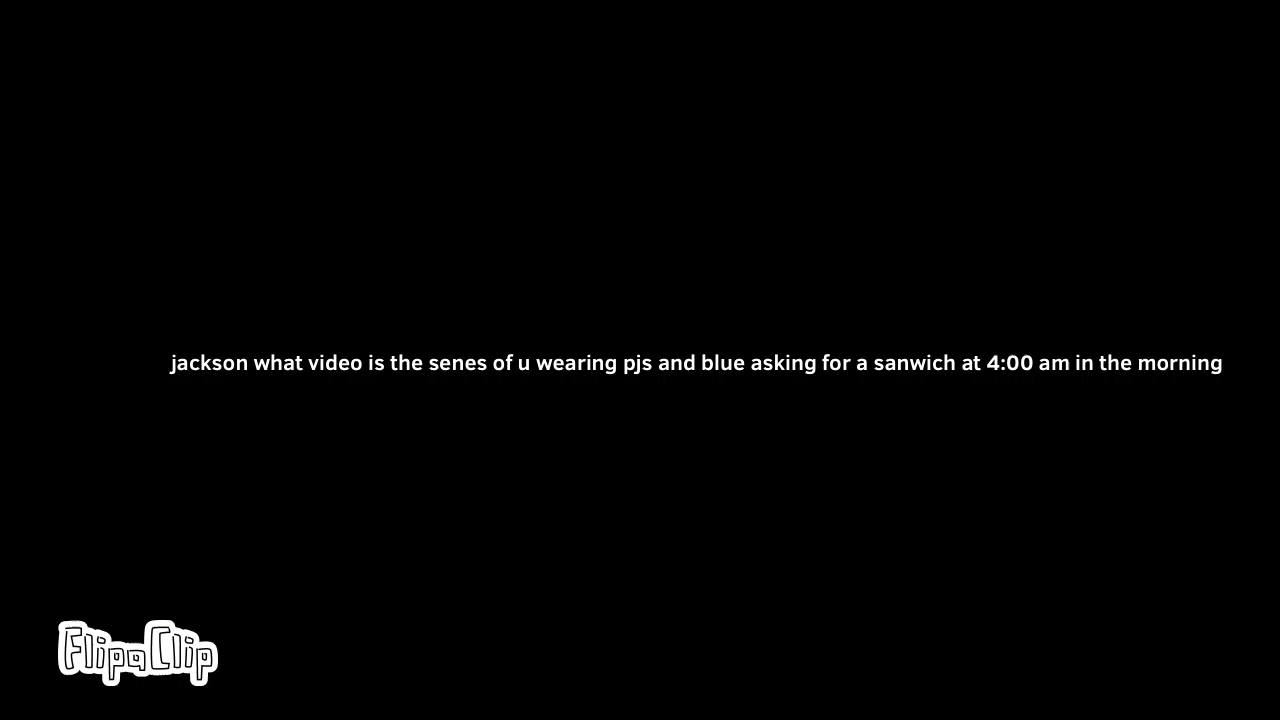 jackson what video is the senes of u wearing pjs and blue asking for a sanwich at 4:00 am in the morning
FlipaClip